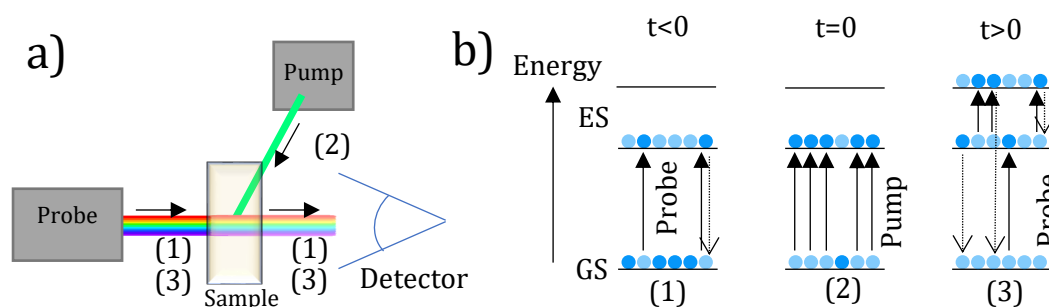 a)
Pump
(2)
Probe
(1)
(3)
(1)
(3)
Sample
Detector
b)
t<0
t=0
t>0
Energy
ES
GS
Probe
Pump
Probe
(1)
(2)
(3)